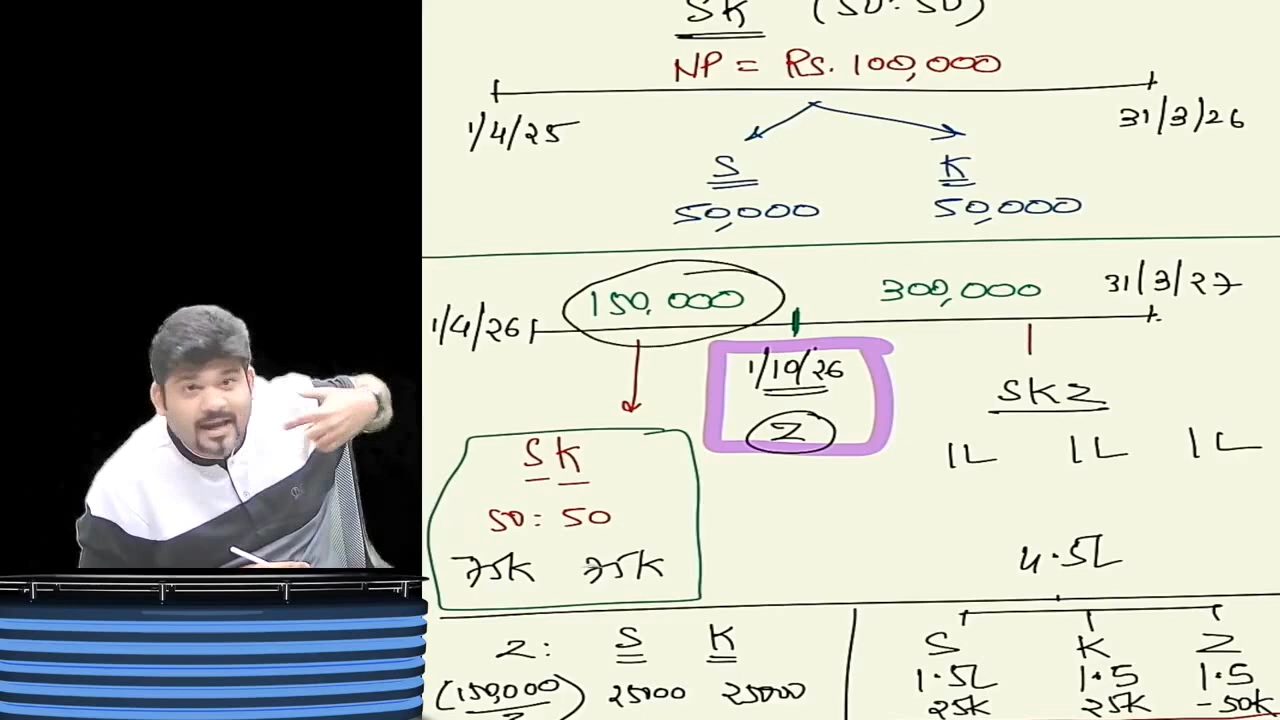 SK (50:50)
NP = Rs. 100,000
1/4/25 31/3/26
S K
50,000 50,000
150,000 300,000 31/3/27
1/4/26
1/10/26
Z
SKZ
1L 1L 1L
SK
50:50
75K 75K
4.5L
Z: S K
(150,000) 25000 25000
S K Z
1.5L 1.5 1.5
25K 25K -50K